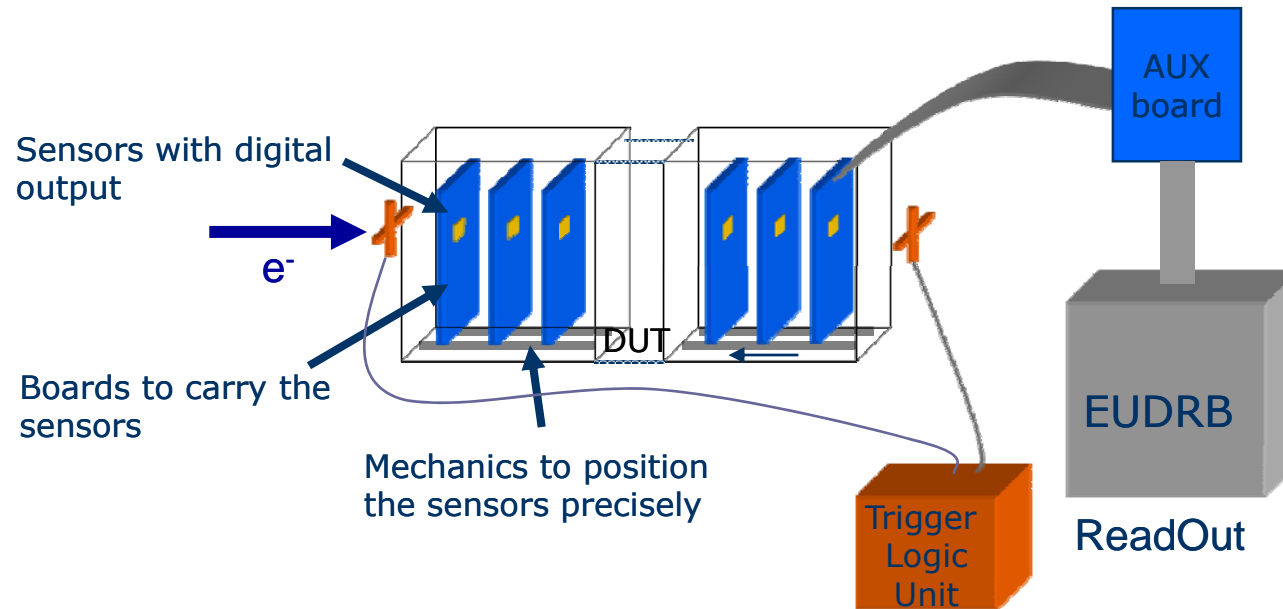 AUX
board
Sensors with digital
output
e-
DUT
Boards to carry the
sensors
EUDRB
Mechanics to position
the sensors precisely
Trigger
Logic
Unit
ReadOut